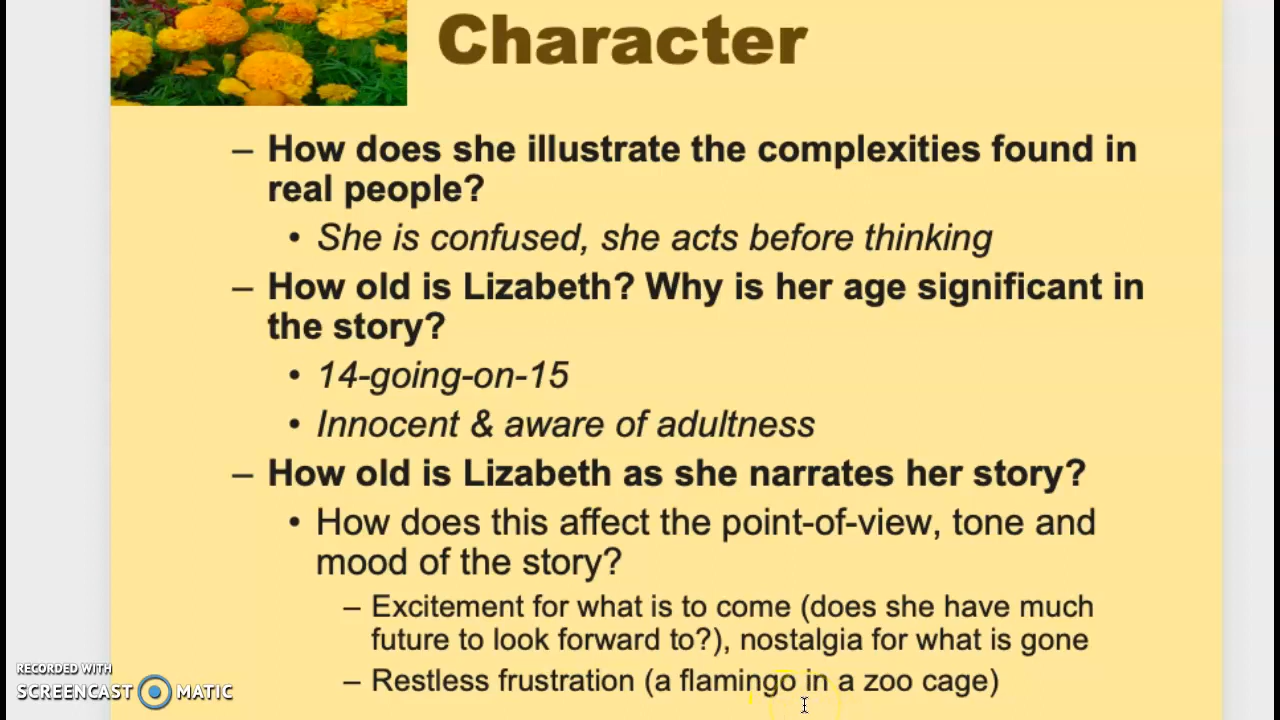 Character
– How does she illustrate the complexities found in
real people?
• She is confused, she acts before thinking
– How old is Lizabeth? Why is her age significant in
the story?
• 14-going-on-15
• Innocent & aware of adultness
– How old is Lizabeth as she narrates her story?
• How does this affect the point-of-view, tone and
mood of the story?
– Excitement for what is to come (does she have much
future to look forward to?), nostalgia for what is gone
– Restless frustration (a flamingo in a zoo cage)
RECORDED WITH
SCREENCAST MATIC